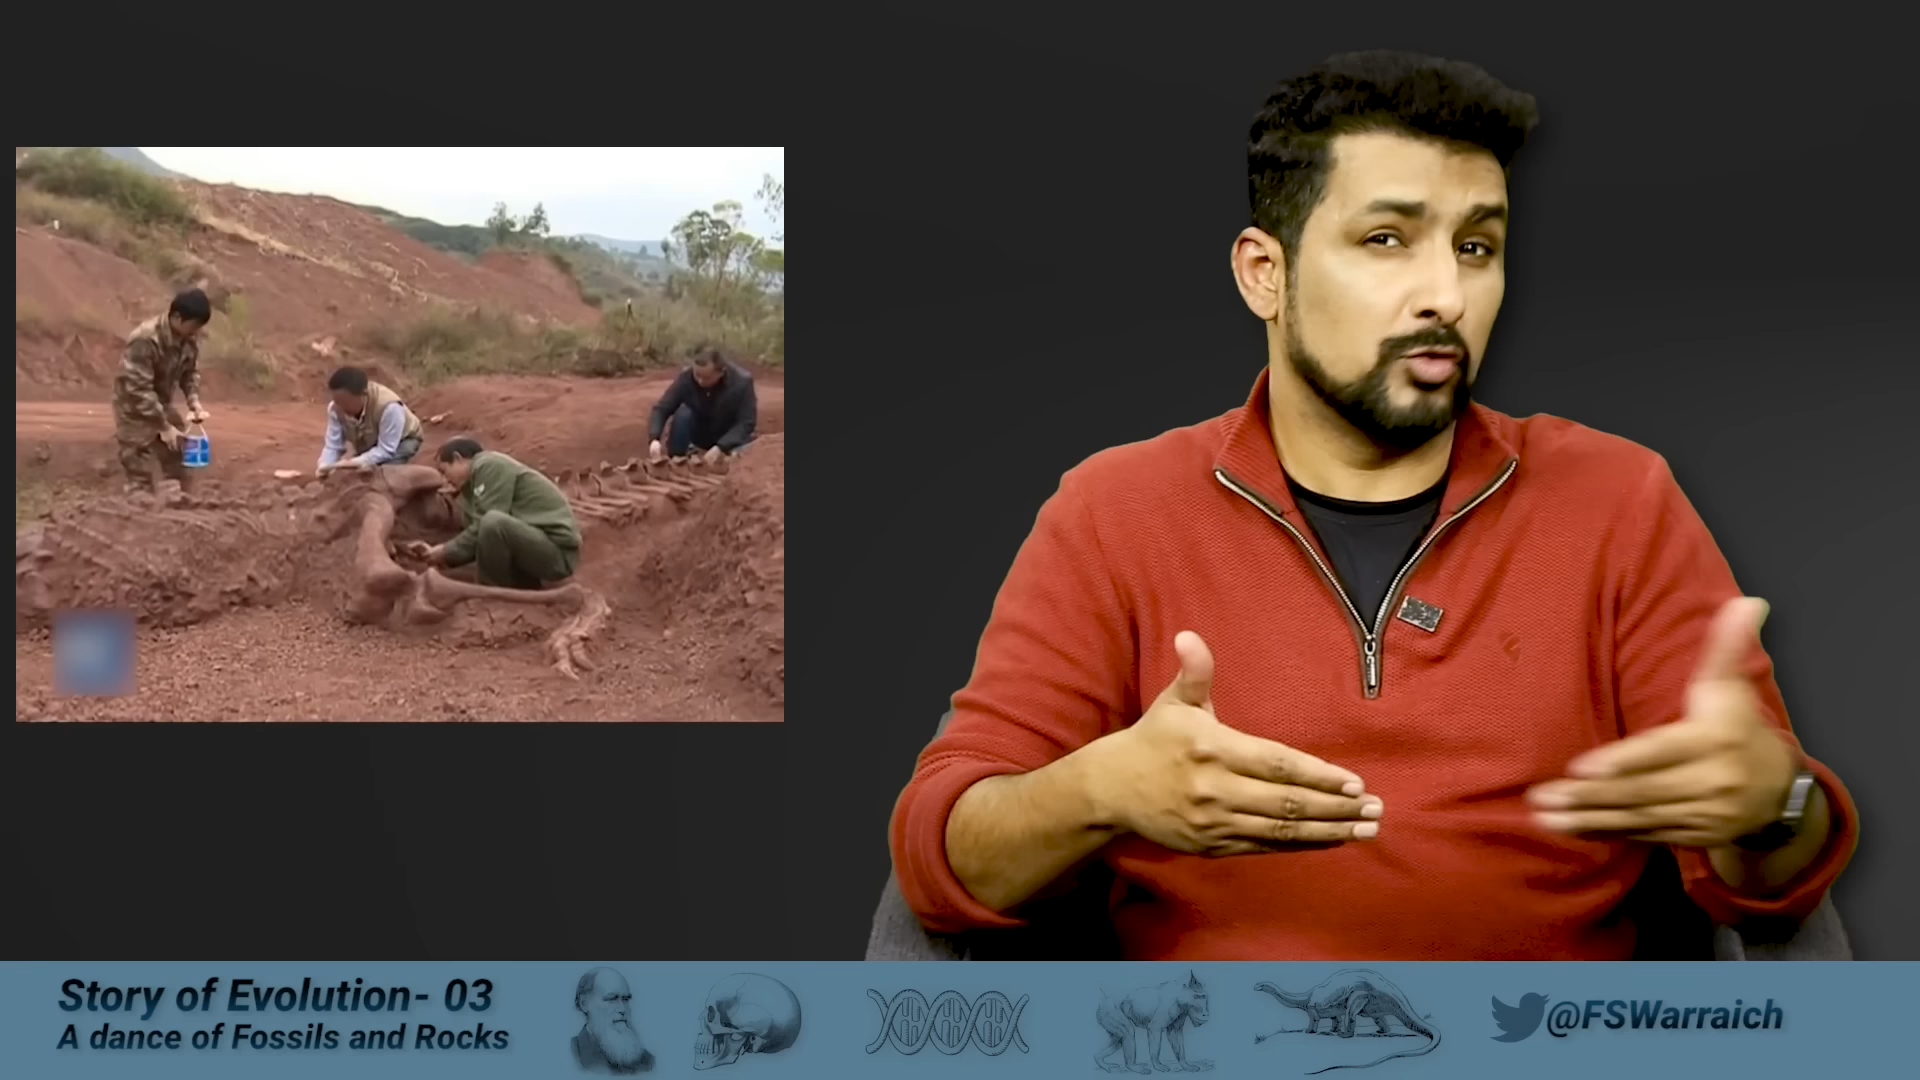 Story of Evolution- 03
A dance of Fossils and Rocks
@FSWarraich